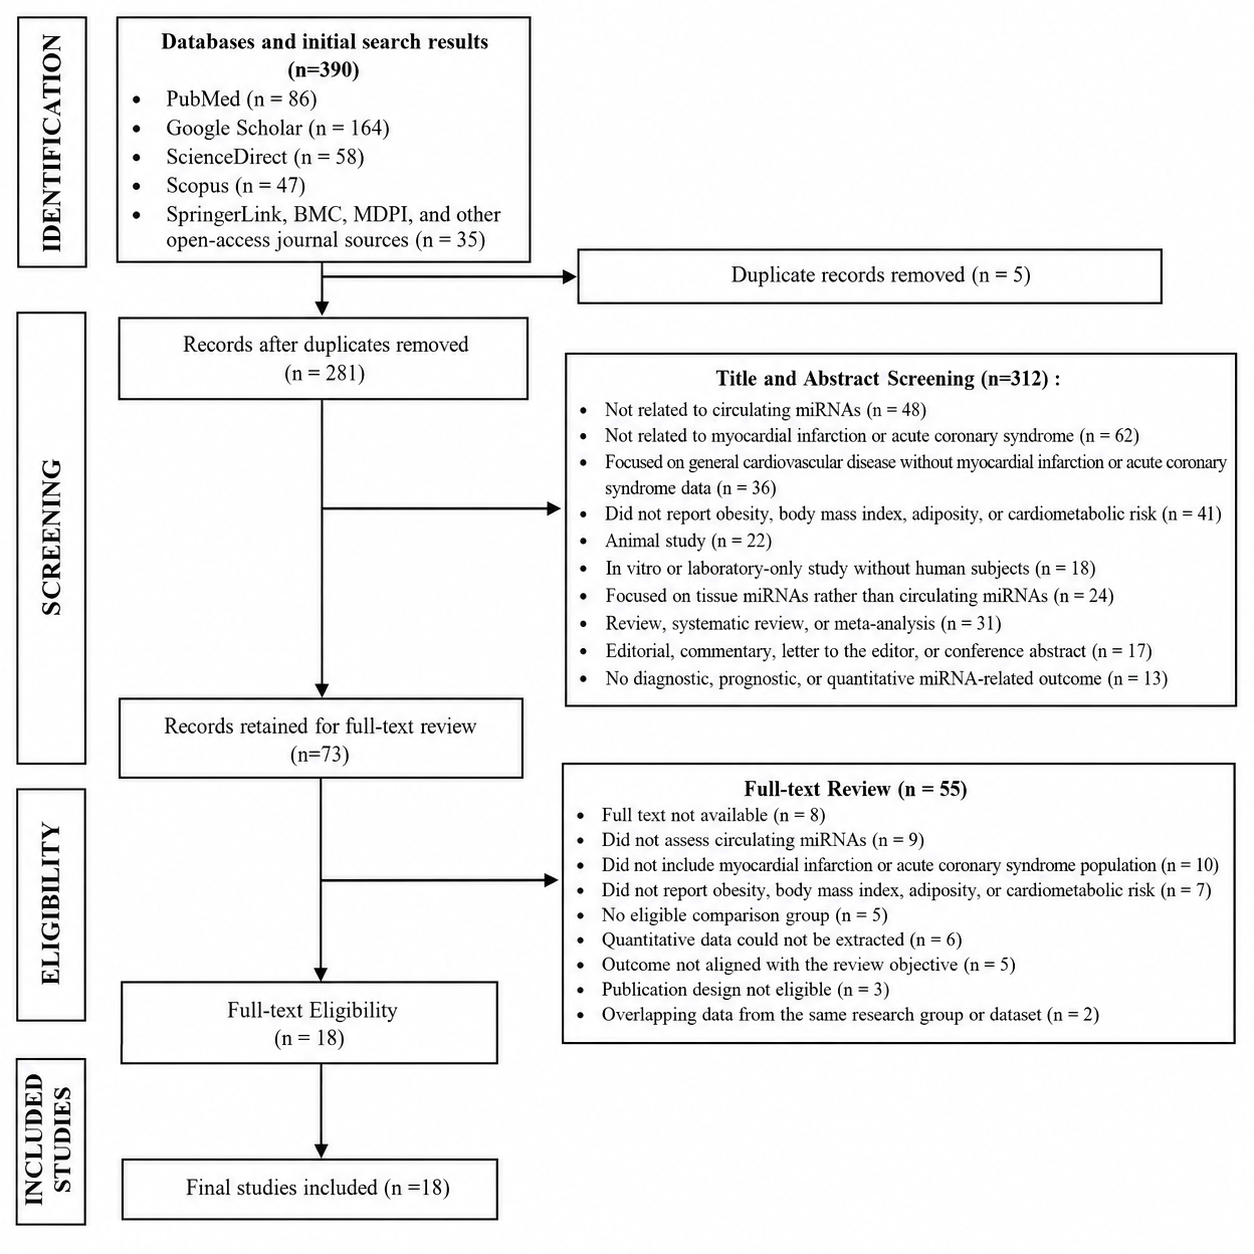 IDENTIFICATION
Databases and initial search results
(n=390)
• PubMed (n = 86)
• Google Scholar (n = 164)
• ScienceDirect (n = 58)
• Scopus (n = 47)
• SpringerLink, BMC, MDPI, and other
open-access journal sources (n = 35)
Duplicate records removed (n = 5)
SCREENING
Records after duplicates removed
(n = 281)
Title and Abstract Screening (n=312) :
• Not related to circulating miRNAs (n = 48)
• Not related to myocardial infarction or acute coronary syndrome (n = 62)
• Focused on general cardiovascular disease without myocardial infarction or acute coronary
syndrome data (n = 36)
• Did not report obesity, body mass index, adiposity, or cardiometabolic risk (n = 41)
• Animal study (n = 22)
• In vitro or laboratory-only study without human subjects (n = 18)
• Focused on tissue miRNAs rather than circulating miRNAs (n = 24)
• Review, systematic review, or meta-analysis (n = 31)
• Editorial, commentary, letter to the editor, or conference abstract (n = 17)
• No diagnostic, prognostic, or quantitative miRNA-related outcome (n = 13)
Records retained for full-text review
(n=73)
ELIGIBILITY
Full-text Review (n = 55)
• Full text not available (n = 8)
• Did not assess circulating miRNAs (n = 9)
• Did not include myocardial infarction or acute coronary syndrome population (n = 10)
• Did not report obesity, body mass index, adiposity, or cardiometabolic risk (n = 7)
• No eligible comparison group (n = 5)
• Quantitative data could not be extracted (n = 6)
• Outcome not aligned with the review objective (n = 5)
• Publication design not eligible (n = 3)
• Overlapping data from the same research group or dataset (n = 2)
Full-text Eligibility
(n = 18)
INCLUDED
STUDIES
Final studies included (n =18)